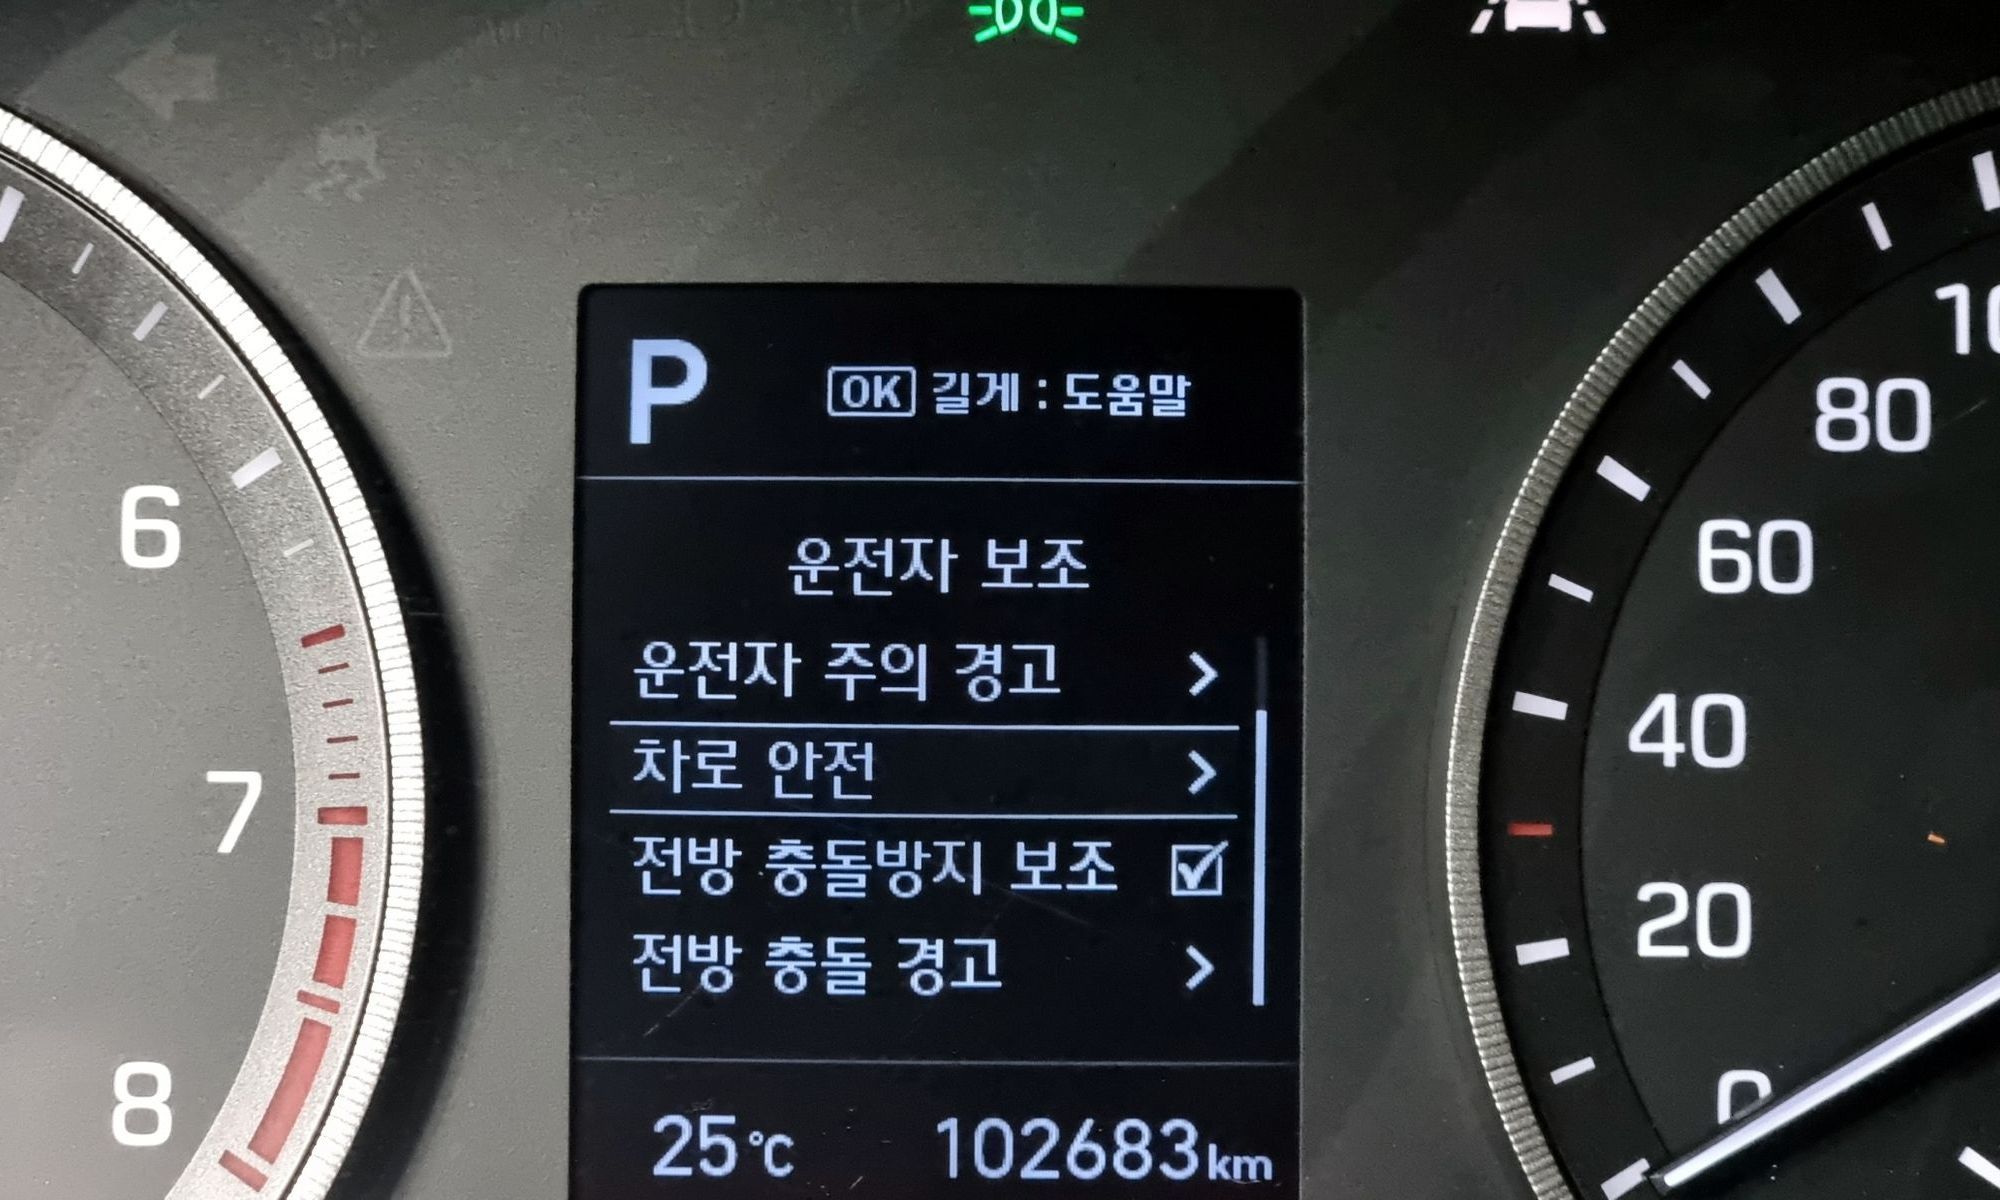 P
OK 길게 : 도움말
운전자 보조
운전자 주의 경고
차로 안전
전방 충돌방지 보조
전방 충돌 경고
25℃ 102683km
6
7
8
80
60
40
20
0